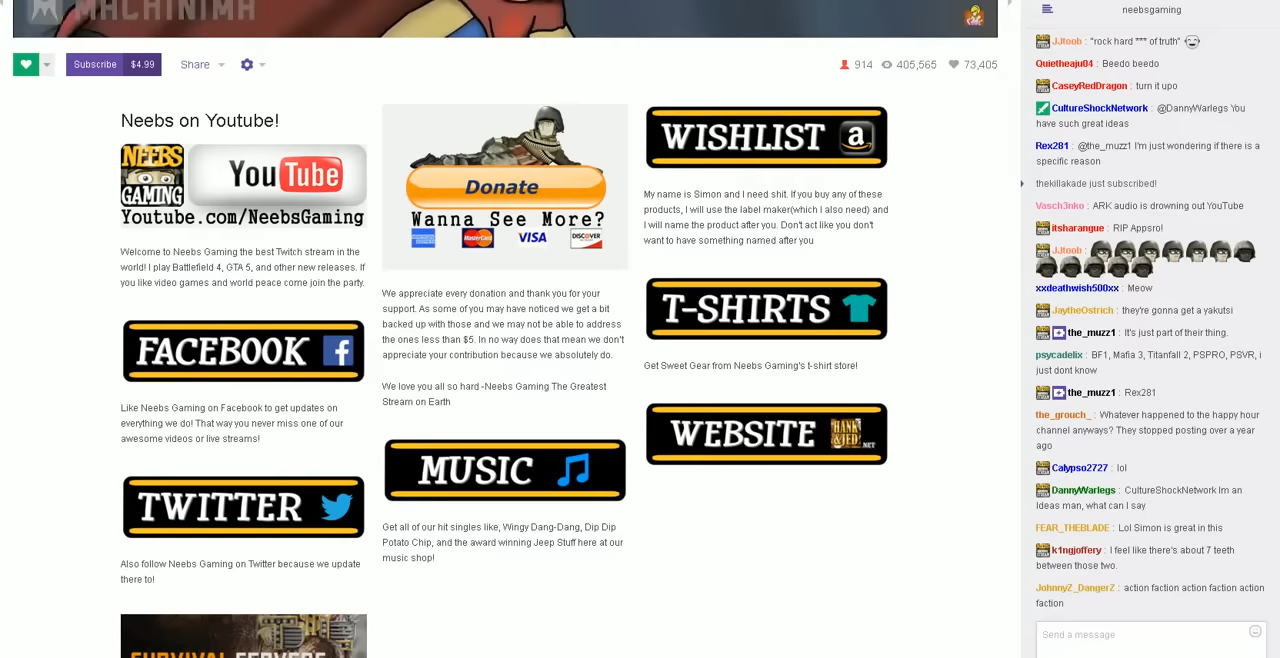 MACHINIMA
Subscribe $4.99 Share 914 405,565 73,405
Neebs on Youtube!
NEEBS
GAMING
YouTube
Youtube.com/NeebsGaming
Welcome to Neebs Gaming the best Twitch stream in the
world! I play Battlefield 4, GTA 5, and other new releases. If
you like video games and world peace come join the party.
FACEBOOK f
Like Neebs Gaming on Facebook to get updates on
everything we do! That way you never miss one of our
awesome videos or live streams!
TWITTER
Also follow Neebs Gaming on Twitter because we update
there to!
SURVIVAL SERVERS
Donate
Wanna See More?
MasterCard VISA DISCOVER
We appreciate every donation and thank you for your
support. As some of you may have noticed we get a bit
backed up with those and we may not be able to address
the ones less than $5. In no way does that mean we don't
appreciate your contribution because we absolutely do.
We love you all so hard -Neebs Gaming The Greatest
Stream on Earth
MUSIC
Get all of our hit singles like, Wingy Dang-Dang, Dip Dip
Potato Chip, and the award winning Jeep Stuff here at our
music shop!
WISHLIST a
My name is Simon and I need shit. If you buy any of these
products, I will use the label maker(which I also need) and
I will name the product after you. Don't act like you don't
want to have something named after you
T-SHIRTS
Get Sweet Gear from Neebs Gaming's t-shirt store!
WEBSITE HANK & JED .NET
neebsgaming
JJtoob : "rock hard *** of truth"
Quietheaju04 : Beedo beedo
CaseyRedDragon : turn it upo
CultureShockNetwork : @DannyWarlegs You
have such great ideas
Rex281 : @the_muzz1 I'm just wondering if there is a
specific reason
thekillakade just subscribed!
Vasch3nko : ARK audio is drowning out YouTube
itsharangue : RIP Appsro!
JJtoob :
xxdeathwish500xx : Meow
JaytheOstrich : they're gonna get a yakutsi
the_muzz1 : It's just part of their thing.
psycadelix : BF1, Mafia 3, Titanfall 2, PSPRO, PSVR, i
just dont know
the_muzz1 : Rex281
the_grouch_ : Whatever happened to the happy hour
channel anyways? They stopped posting over a year
ago
Calypso2727 : lol
DannyWarlegs : CultureShockNetwork Im an
Ideas man, what can I say
FEAR_THEBLADE : Lol Simon is great in this
k1ngjoffery : I feel like there's about 7 teeth
between those two.
JohnnyZ_DangerZ : action faction action faction action
faction
Send a message